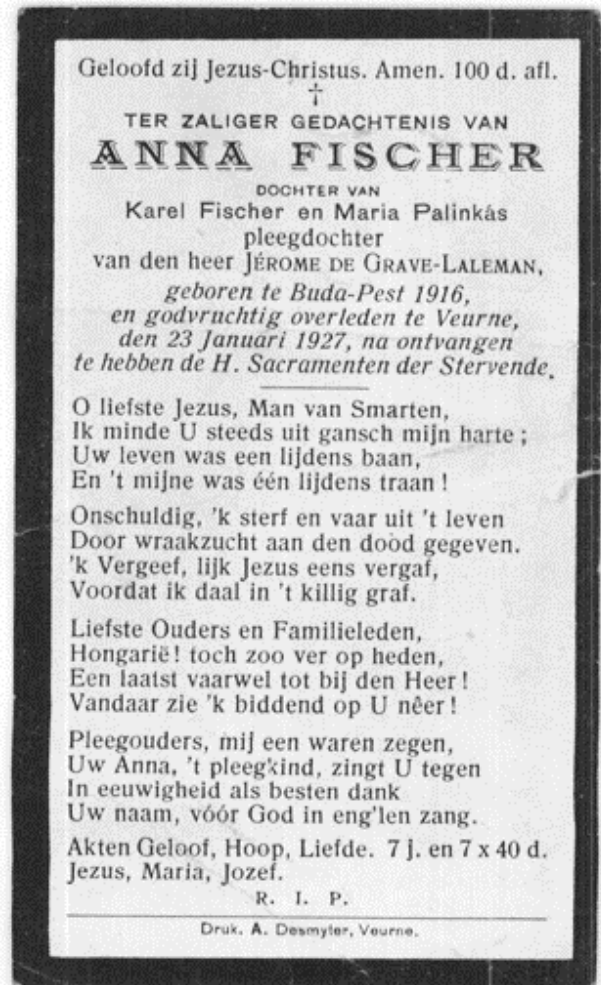 Geloofd zij Jezus-Christus. Amen. 100 d. afl.
†
TER ZALIGER GEDACHTENIS VAN
ANNA FISCHER
DOCHTER VAN
Karel Fischer en Maria Palinkás
pleegdochter
van den heer JÉROME DE GRAVE-LALEMAN,
geboren te Buda-Pest 1916,
en godvruchtig overleden te Veurne,
den 23 Januari 1927, na ontvangen
te hebben de H. Sacramenten der Stervende.
O liefste Jezus, Man van Smarten,
Ik minde U steeds uit gansch mijn harte ;
Uw leven was een lijdens baan,
En 't mijne was één lijdens traan !
Onschuldig, 'k sterf en vaar uit 't leven
Door wraakzucht aan den dood gegeven.
'k Vergeef, lijk Jezus eens vergaf,
Voordat ik daal in 't killig graf.
Liefste Ouders en Familieleden,
Hongarië ! toch zoo ver op heden,
Een laatst vaarwel tot bij den Heer !
Vandaar zie 'k biddend op U nêer !
Pleegouders, mij een waren zegen,
Uw Anna, 't pleegkind, zingt U tegen
In eeuwigheid als besten dank
Uw naam, vóór God in eng'len zang.
Akten Geloof, Hoop, Liefde. 7 j. en 7 x 40 d.
Jezus, Maria, Jozef.
R. I. P.
Druk. A. Desmyter, Veurne.